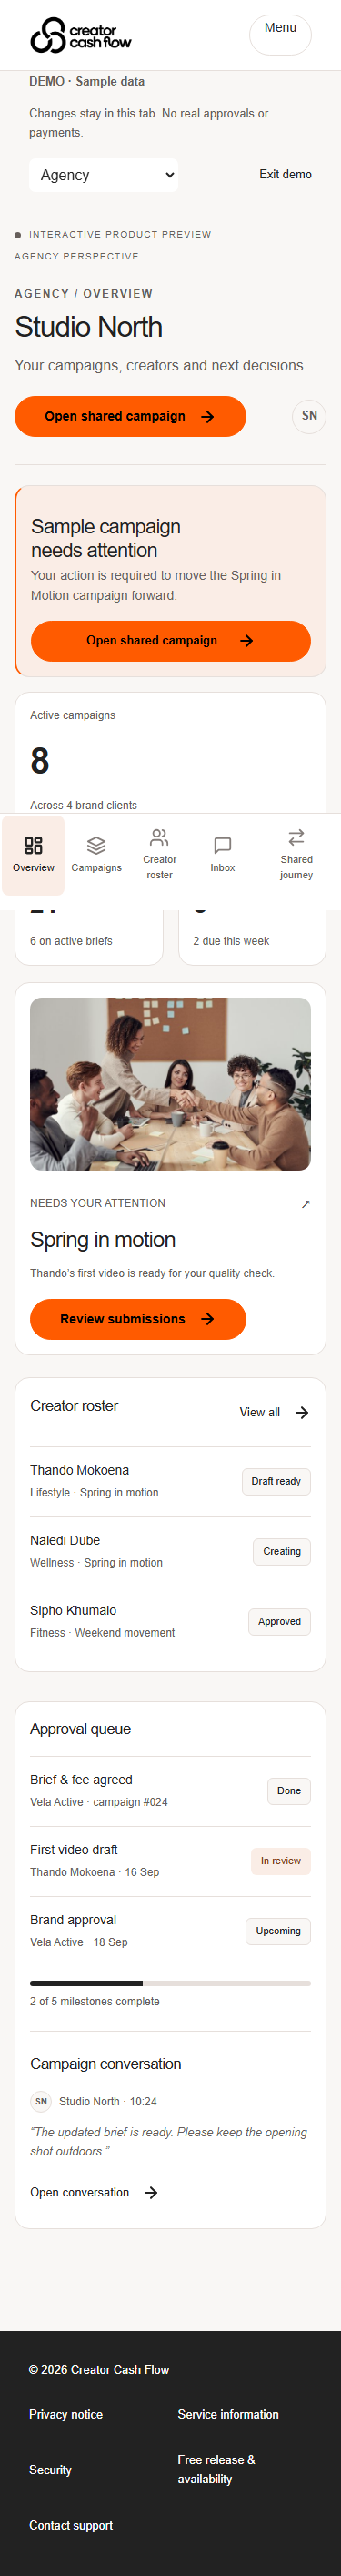 creator
cash flow
Menu
DEMO · Sample data
Changes stay in this tab. No real approvals or
payments.
Agency
Exit demo
INTERACTIVE PRODUCT PREVIEW
AGENCY PERSPECTIVE
AGENCY / OVERVIEW
Studio North
Your campaigns, creators and next decisions.
Open shared campaign
SN
Sample campaign
needs attention
Your action is required to move the Spring in
Motion campaign forward.
Open shared campaign
Active campaigns
8
Across 4 brand clients
Overview
Campaigns
Creator
roster
Inbox
Shared
journey
6 on active briefs
2 due this week
NEEDS YOUR ATTENTION
Spring in motion
Thando's first video is ready for your quality check.
Review submissions
Creator roster
View all
Thando Mokoena
Lifestyle · Spring in motion
Draft ready
Naledi Dube
Wellness · Spring in motion
Creating
Sipho Khumalo
Fitness · Weekend movement
Approved
Approval queue
Brief & fee agreed
Vela Active · campaign #024
Done
First video draft
Thando Mokoena · 16 Sep
In review
Brand approval
Vela Active · 18 Sep
Upcoming
2 of 5 milestones complete
Campaign conversation
SN
Studio North · 10:24
“The updated brief is ready. Please keep the opening
shot outdoors.”
Open conversation
© 2026 Creator Cash Flow
Privacy notice
Service information
Security
Free release &
availability
Contact support